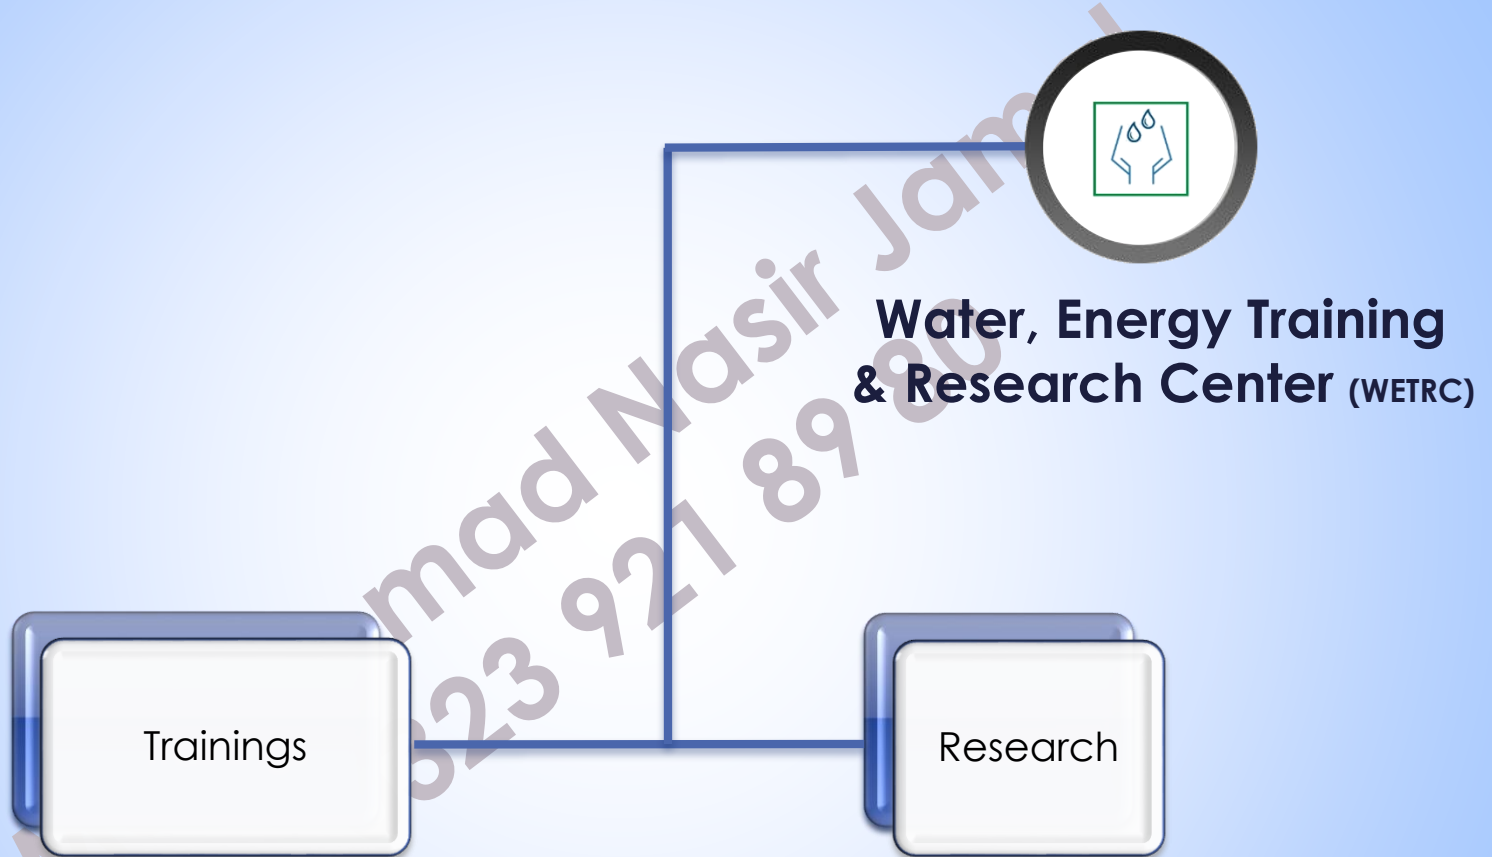 Water, Energy Training
& Research Center (WETRC)
mad Nasir Jam
323 921 89 80
Trainings
Research